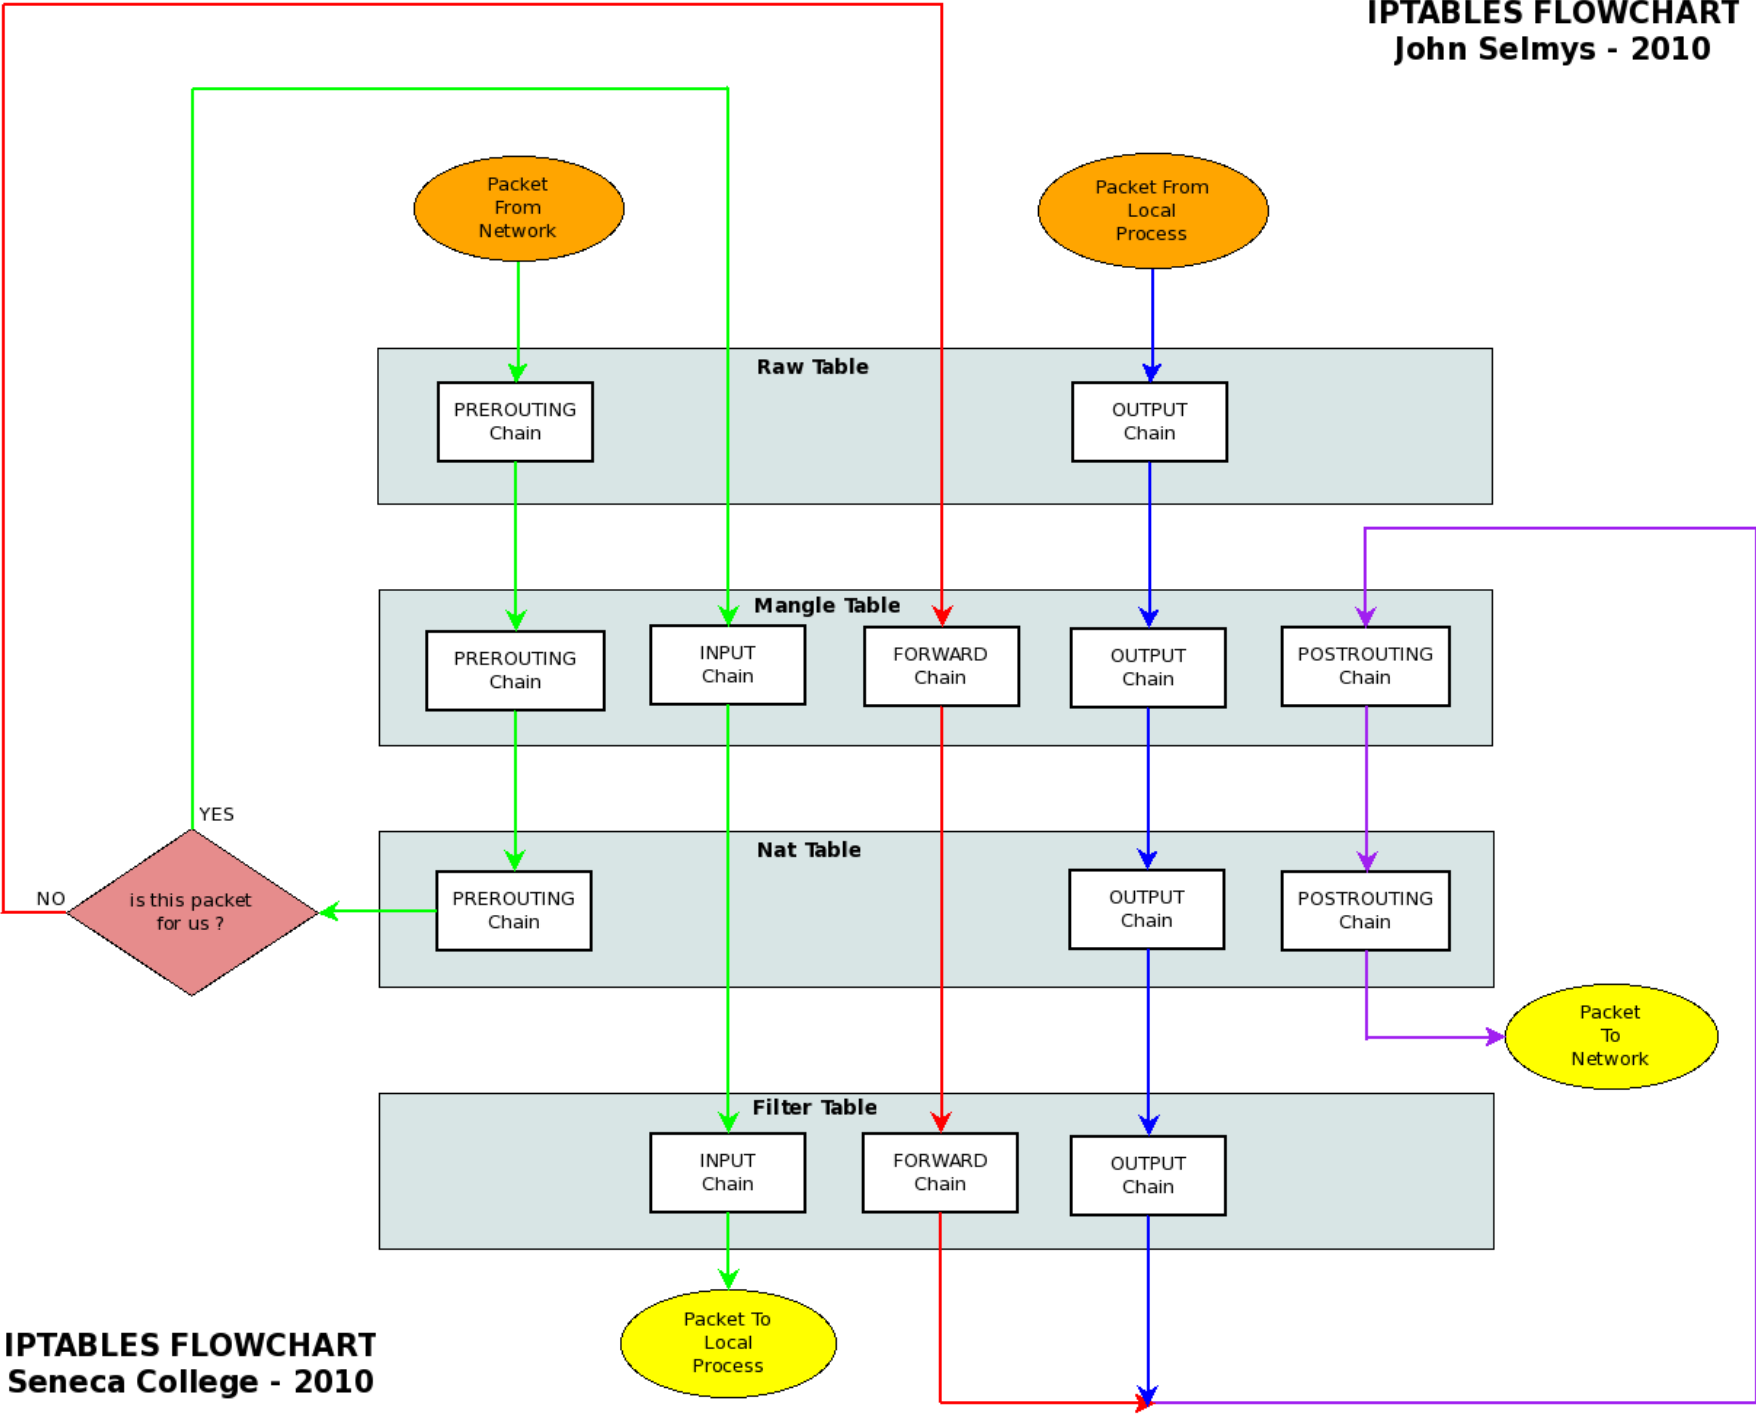 IPTABLES FLOWCHART
John Selmys - 2010
Packet
From
Network
Packet From
Local
Process
Raw Table
PREROUTING
Chain
OUTPUT
Chain
Mangle Table
PREROUTING
Chain
INPUT
Chain
FORWARD
Chain
OUTPUT
Chain
POSTROUTING
Chain
YES
NO
is this packet
for us ?
Nat Table
PREROUTING
Chain
OUTPUT
Chain
POSTROUTING
Chain
Packet
To
Network
Filter Table
INPUT
Chain
FORWARD
Chain
OUTPUT
Chain
Packet To
Local
Process
IPTABLES FLOWCHART
Seneca College - 2010